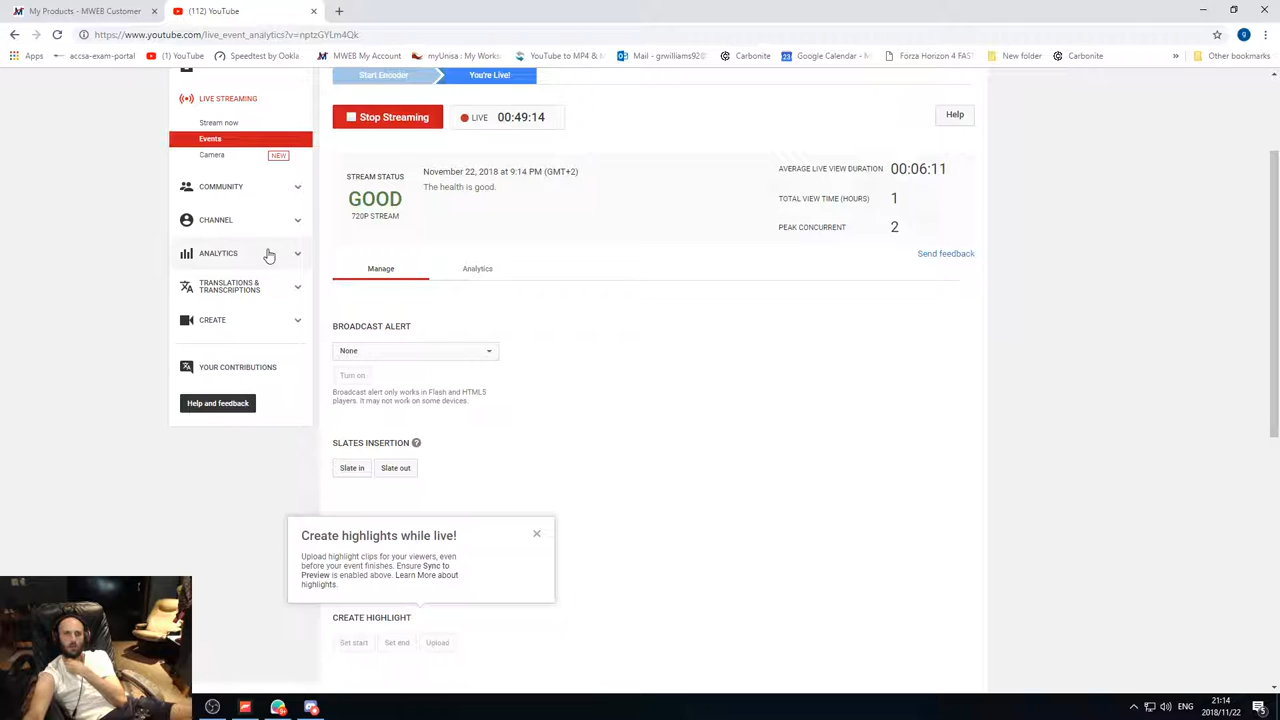 My Products - MWEB Customer
(112) YouTube
https://www.youtube.com/live_event_analytics?v=nptzGYLm4Qk
Apps
accsa-exam-portal
(1) YouTube
Speedtest by Ookla
MWEB My Account
myUnisa : My Works
YouTube to MP4 & M
Mail - grwilliams92
Carbonite
Google Calendar - N
Forza Horizon 4 FAS
New folder
Carbonite
»
Other bookmarks
Start Encoder
You're Live!
LIVE STREAMING
Stream now
Events
Camera
NEW
COMMUNITY
CHANNEL
ANALYTICS
TRANSLATIONS &
TRANSCRIPTIONS
CREATE
YOUR CONTRIBUTIONS
Help and feedback
Stop Streaming
LIVE 00:49:14
Help
STREAM STATUS
GOOD
720P STREAM
November 22, 2018 at 9:14 PM (GMT+2)
The health is good.
AVERAGE LIVE VIEW DURATION 00:06:11
TOTAL VIEW TIME (HOURS) 1
PEAK CONCURRENT 2
Send feedback
Manage
Analytics
BROADCAST ALERT
None
Turn on
Broadcast alert only works in Flash and HTML5
players. It may not work on some devices.
SLATES INSERTION ?
Slate in
Slate out
Create highlights while live!
Upload highlight clips for your viewers, even
before your event finishes. Ensure Sync to
Preview is enabled above. Learn More about
highlights.
CREATE HIGHLIGHT
Set start
Set end
Upload
ENG
21:14
2018/11/22